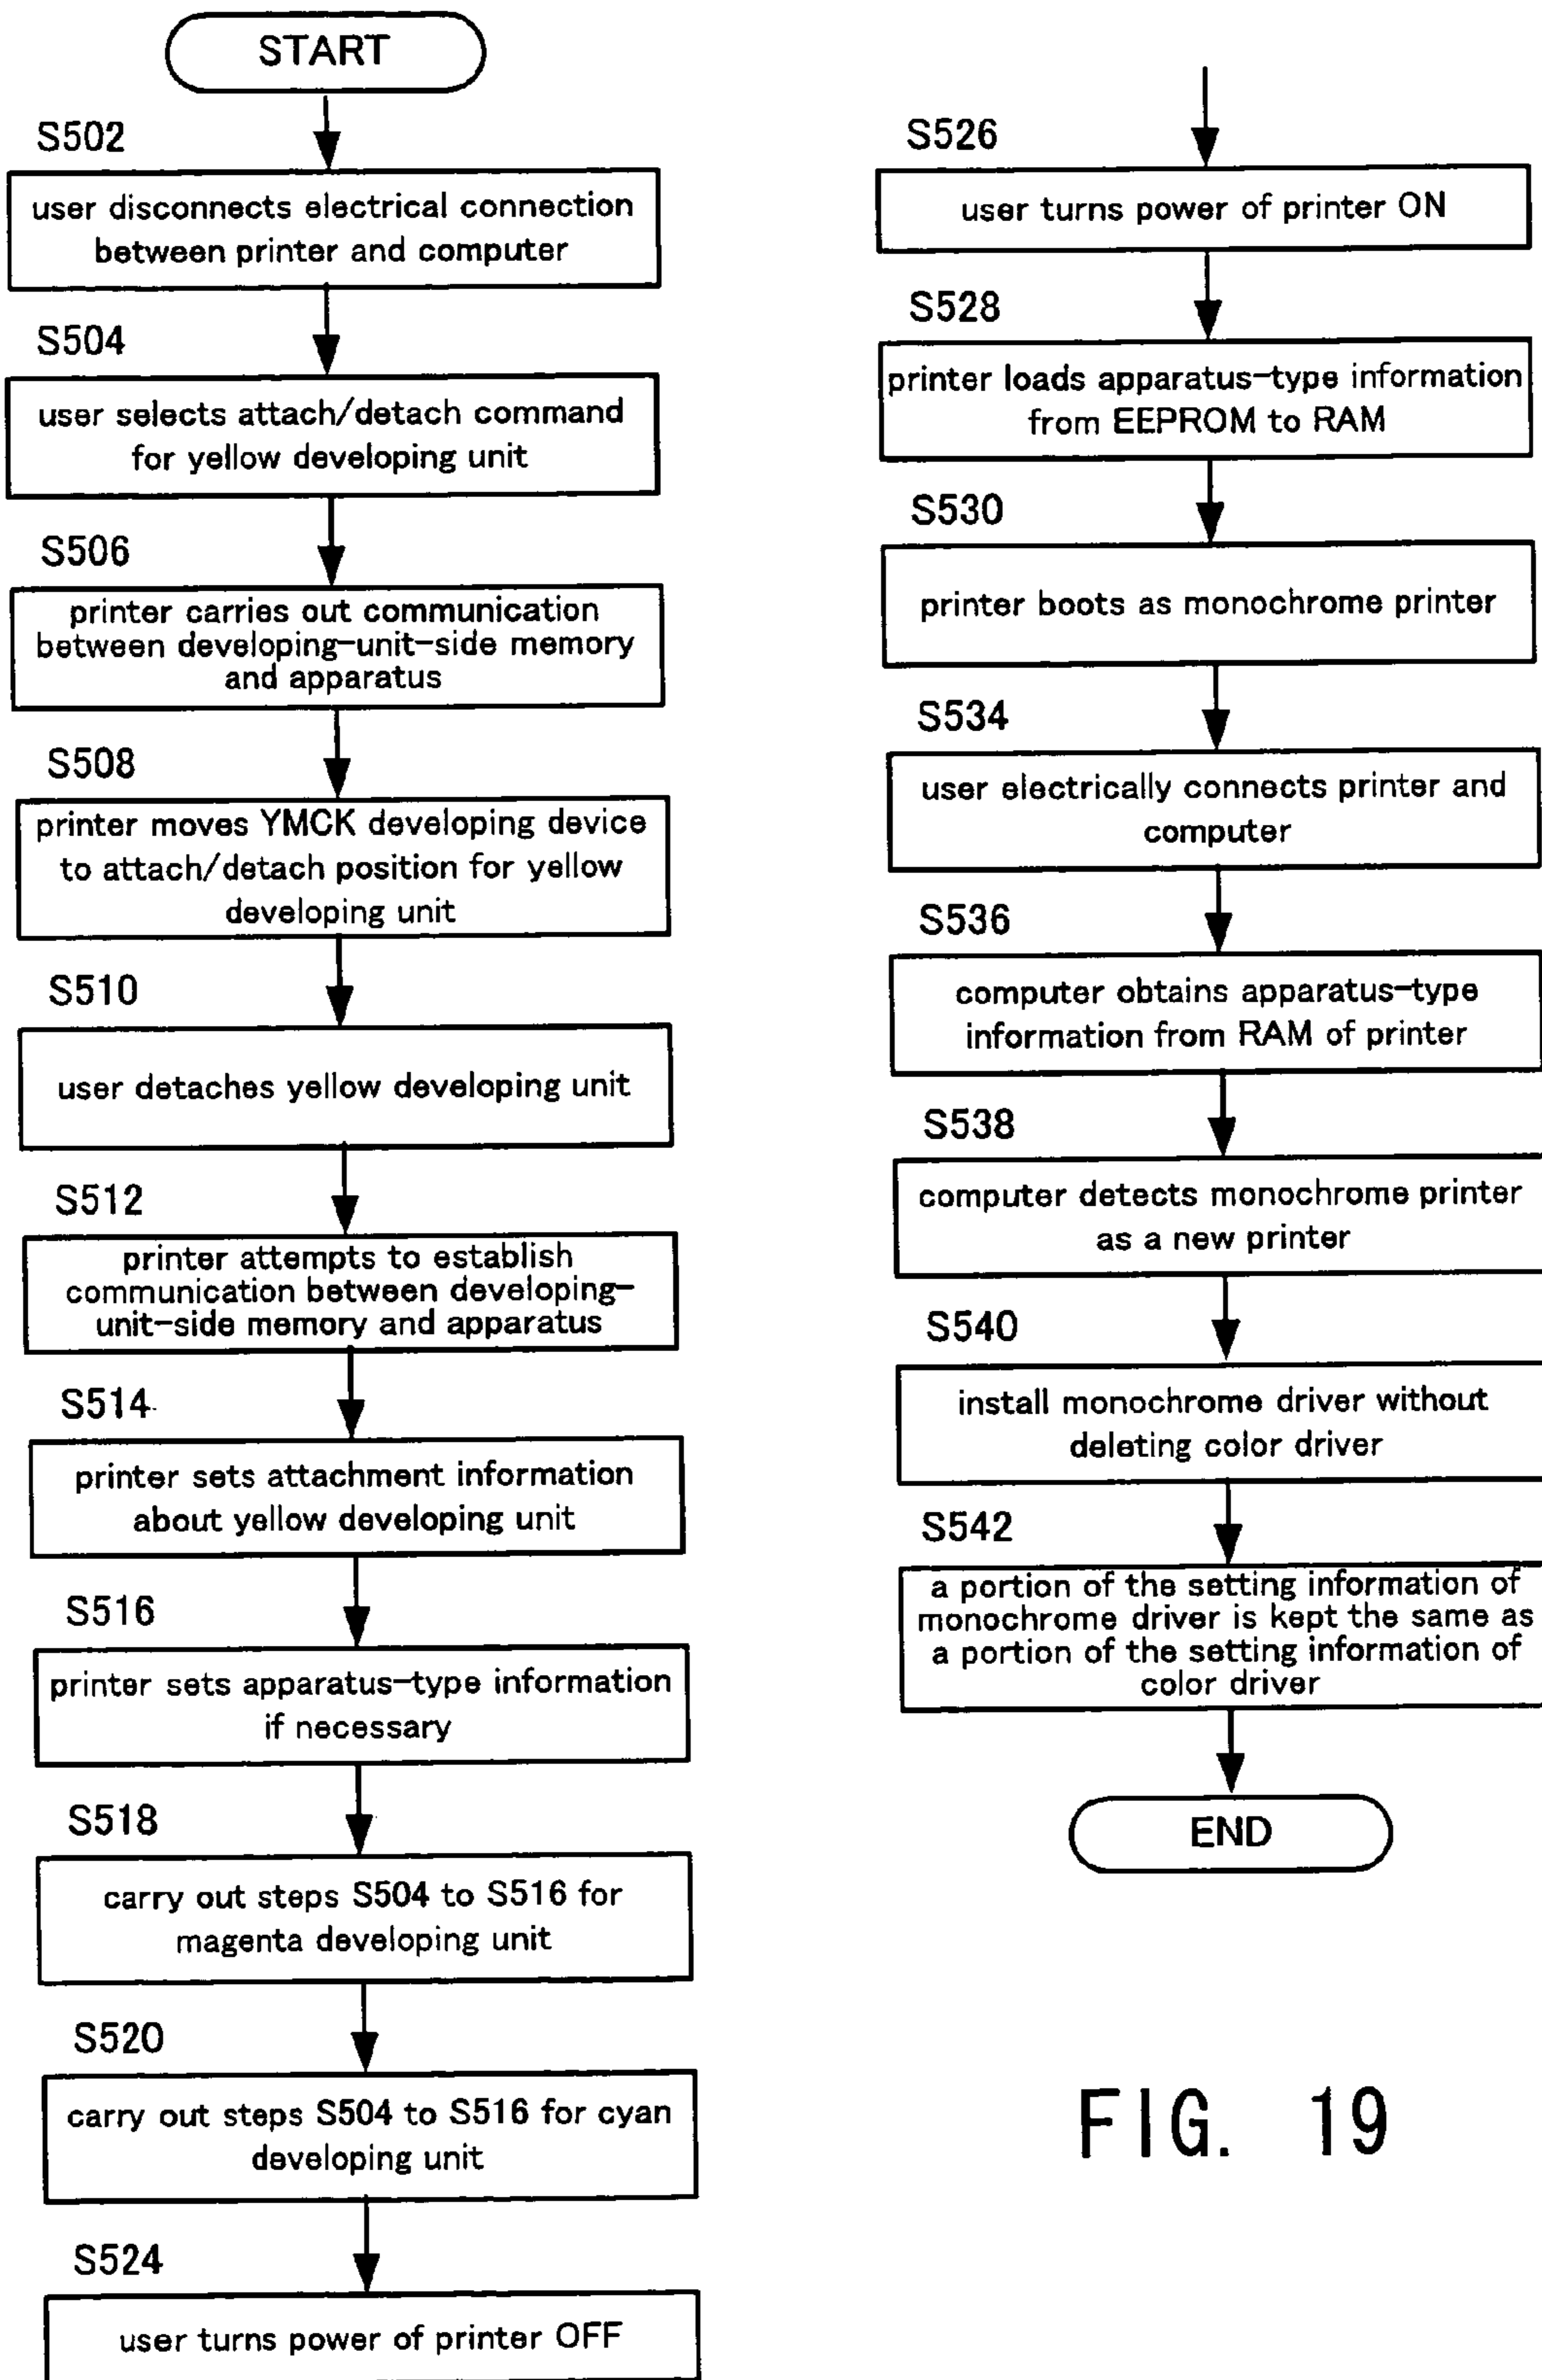 START
S502
user disconnects electrical connection
between printer and computer
S504
user selects attach/detach command
for yellow developing unit
S506
printer carries out communication
between developing-unit-side memory
and apparatus
S508
printer moves YMCK developing device
to attach/detach position for yellow
developing unit
S510
user detaches yellow developing unit
S512
printer attempts to establish
communication between developing-
unit-side memory and apparatus
S514
printer sets attachment information
about yellow developing unit
S516
printer sets apparatus-type information
if necessary
S518
carry out steps S504 to S516 for
magenta developing unit
S520
carry out steps S504 to S516 for cyan
developing unit
S524
user turns power of printer OFF
S526
user turns power of printer ON
S528
printer loads apparatus-type information
from EEPROM to RAM
S530
printer boots as monochrome printer
S534
user electrically connects printer and
computer
S536
computer obtains apparatus-type
information from RAM of printer
S538
computer detects monochrome printer
as a new printer
S540
install monochrome driver without
deleting color driver
S542
a portion of the setting information of
monochrome driver is kept the same as
a portion of the setting information of
color driver
END
FIG. 19